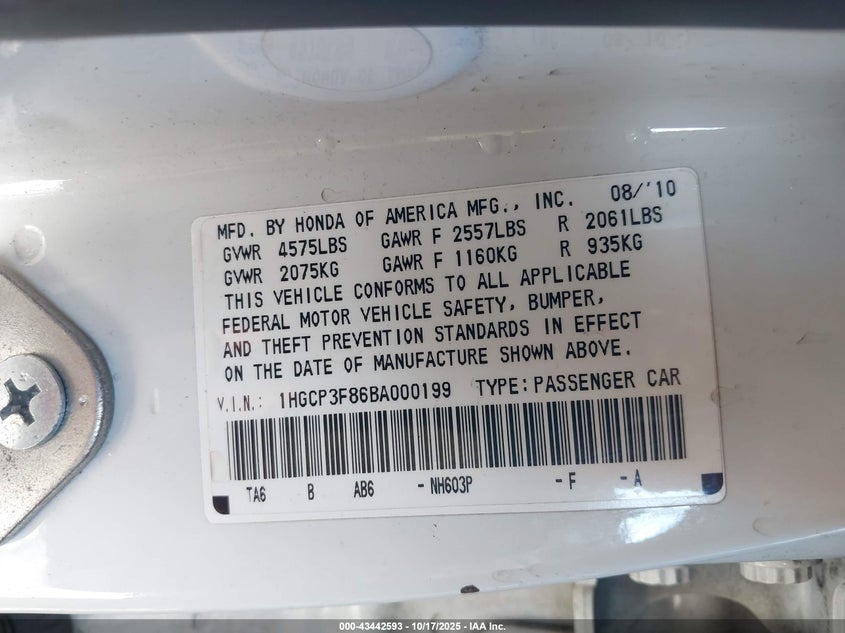 MFD. BY HONDA OF AMERICA MFG., INC. 08/'10
GVWR 4575LBS GAWR F 2557LBS R 2061LBS
GVWR 2075KG GAWR F 1160KG R 935KG
THIS VEHICLE CONFORMS TO ALL APPLICABLE
FEDERAL MOTOR VEHICLE SAFETY, BUMPER,
AND THEFT PREVENTION STANDARDS IN EFFECT
ON THE DATE OF MANUFACTURE SHOWN ABOVE.
V.I.N.: 1HGCP3F86BA000199 TYPE: PASSENGER CAR
TA6 B AB6 - NH603P - F - A
000-43442593 - 10/17/2025 - IAA Inc.